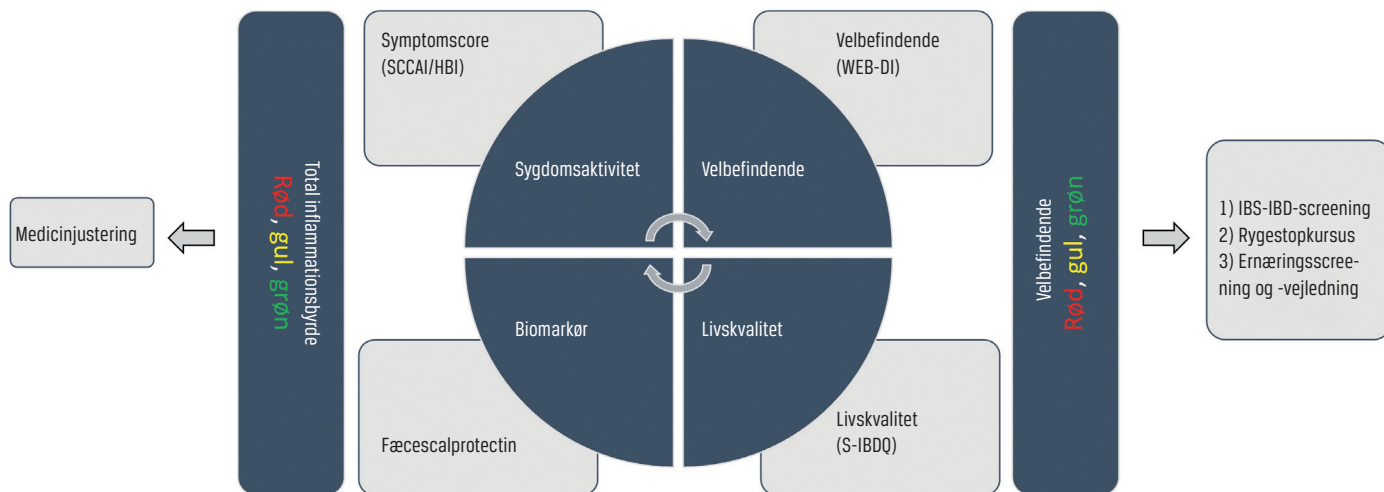 Medicinjustering
Total inflammationsbyrde
Rød, gul, grøn
Symptomscore
(SCCAI/HBI)
Sygdomsaktivitet
Biomarkør
Fæcescalprotectin
Velbefindende
(WEB-DI)
Velbefindende
Livskvalitet
Livskvalitet
(S-IBDQ)
Velbefindende
Rød, gul, grøn
1) IBS-IBD-screening
2) Rygestopkursus
3) Ernæringsscree-
ning og -vejledning